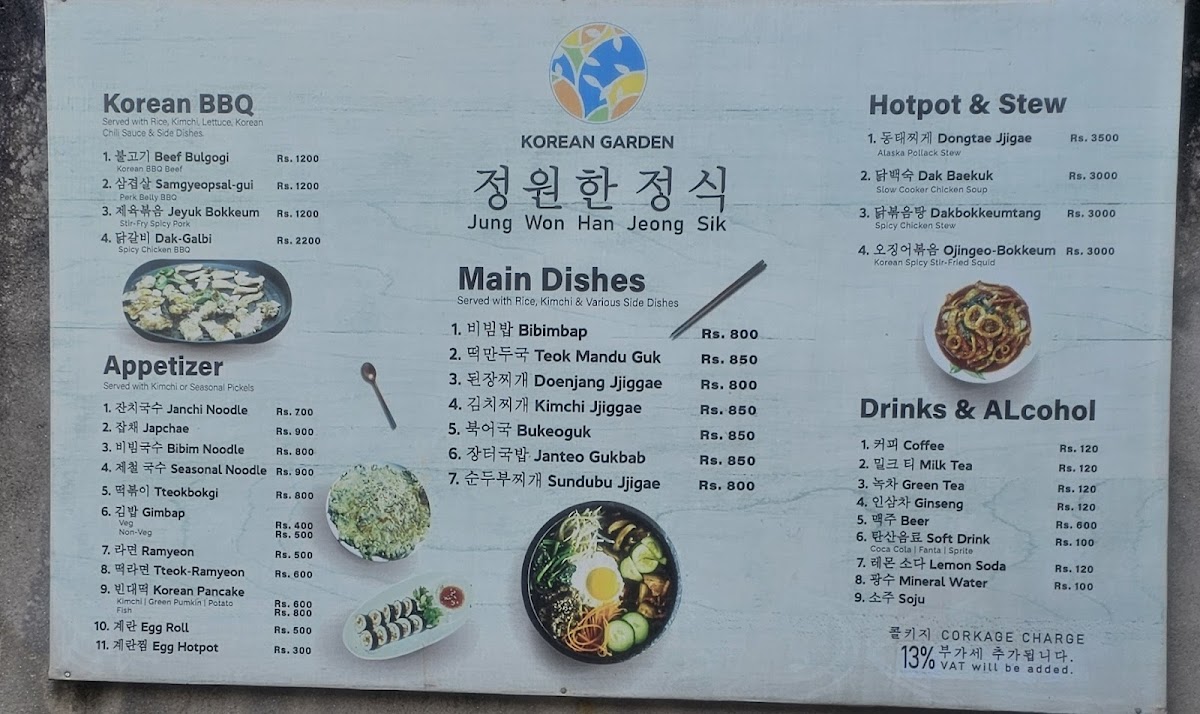 KOREAN GARDEN
정원한정식
Jung Won Han Jeong Sik
Korean BBQ
Served with Rice, Kimchi, Lettuce, Korean
Chili Sauce & Side Dishes.
1. 불고기 Beef Bulgogi Rs. 1200
Korean BBQ Beef
2. 삼겹살 Samgyeopsal-gui Rs. 1200
Perk Belly BBQ
3. 제육볶음 Jeyuk Bokkeum Rs. 1200
Stir-Fry Spicy Pork
4. 닭갈비 Dak-Galbi Rs. 2200
Spicy Chicken BBQ
Appetizer
Served with Kimchi or Seasonal Pickels
1. 잔치국수 Janchi Noodle Rs. 700
2. 잡채 Japchae Rs. 900
3. 비빔국수 Bibim Noodle Rs. 800
4. 제철 국수 Seasonal Noodle Rs. 900
5. 떡볶이 Tteokbokgi Rs. 800
6. 김밥 Gimbap
Veg Rs. 400
Non-Veg Rs. 500
7. 라면 Ramyeon Rs. 500
8. 떡라면 Tteok-Ramyeon Rs. 600
9. 빈대떡 Korean Pancake
Kimchi | Green Pumkin | Potato Rs. 600
Fish Rs. 800
10. 계란 Egg Roll Rs. 500
11. 계란찜 Egg Hotpot Rs. 300
Main Dishes
Served with Rice, Kimchi & Various Side Dishes
1. 비빔밥 Bibimbap Rs. 800
2. 떡만두국 Teok Mandu Guk Rs. 850
3. 된장찌개 Doenjang Jjiggae Rs. 800
4. 김치찌개 Kimchi Jjiggae Rs. 850
5. 북어국 Bukeoguk Rs. 850
6. 장터국밥 Janteo Gukbab Rs. 850
7. 순두부찌개 Sundubu Jjigae Rs. 800
Hotpot & Stew
1. 동태찌게 Dongtae Jjigae Rs. 3500
Alaska Pollack Stew
2. 닭백숙 Dak Baekuk Rs. 3000
Slow Cooker Chicken Soup
3. 닭볶음탕 Dakbokkeumtang Rs. 3000
Spicy Chicken Stew
4. 오징어볶음 Ojingeo-Bokkeum Rs. 3000
Korean Spicy Stir-Fried Squid
Drinks & ALcohol
1. 커피 Coffee Rs. 120
2. 밀크 티 Milk Tea Rs. 120
3. 녹차 Green Tea Rs. 120
4. 인삼차 Ginseng Rs. 120
5. 맥주 Beer Rs. 600
6. 탄산음료 Soft Drink Rs. 100
Coca Cola | Fanta | Sprite
7. 레몬 소다 Lemon Soda Rs. 120
8. 광수 Mineral Water Rs. 100
9. 소주 Soju
콜키지 CORKAGE CHARGE
13% 부가세 추가됩니다.
VAT will be added.